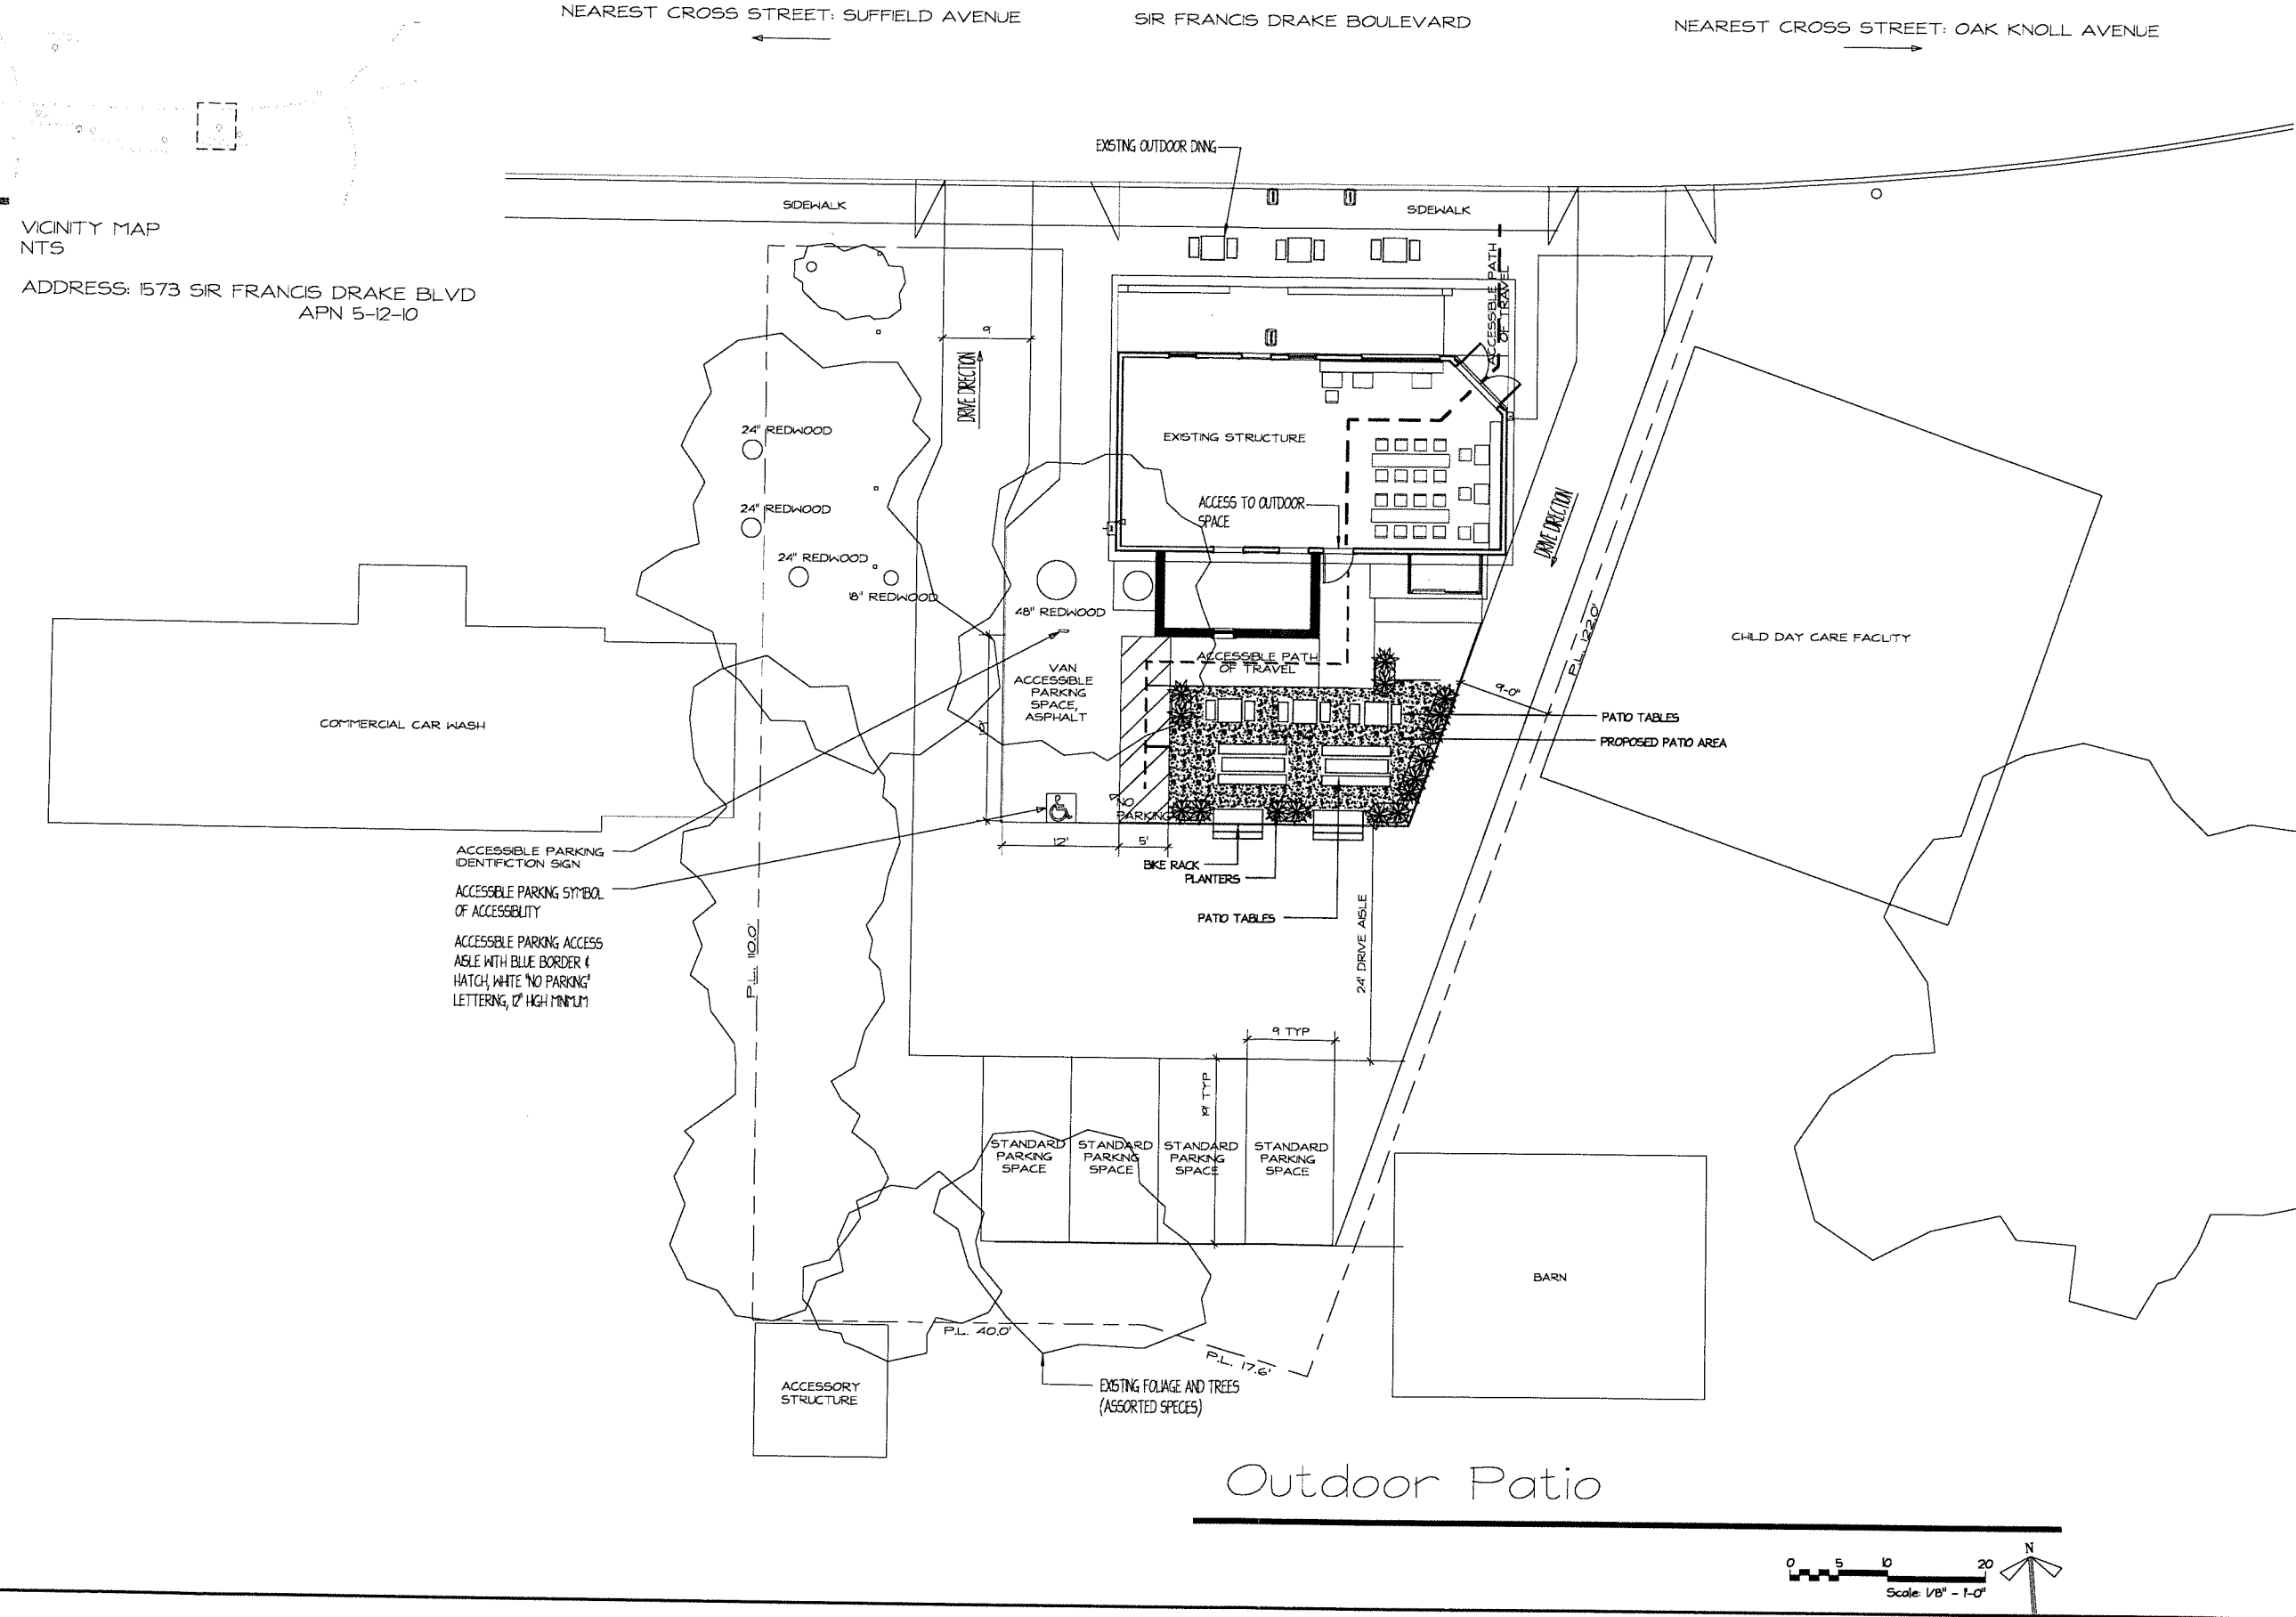 NEAREST CROSS STREET: SUFFIELD AVENUE
SIR FRANCIS DRAKE BOULEVARD
NEAREST CROSS STREET: OAK KNOLL AVENUE
VICINITY MAP
NTS
ADDRESS: 1573 SIR FRANCIS DRAKE BLVD
APN 5-12-10
EXISTING OUTDOOR DINING
SIDEWALK
SIDEWALK
ACCESSIBLE PATH
OF TRAVEL
9'
DRIVE DIRECTION
24" REDWOOD
24" REDWOOD
24" REDWOOD
18" REDWOOD
48" REDWOOD
EXISTING STRUCTURE
ACCESS TO OUTDOOR
SPACE
DRIVE DIRECTION
P.L. 122.0'
CHILD DAY CARE FACILITY
ACCESSIBLE PATH
OF TRAVEL
VAN
ACCESSIBLE
PARKING
SPACE,
ASPHALT
9'-0"
PATIO TABLES
PROPOSED PATIO AREA
COMMERCIAL CAR WASH
NO
PARKING
12'
5'
ACCESSIBLE PARKING
IDENTIFICTION SIGN
ACCESSIBLE PARKING SYMBOL
OF ACCESSIBILITY
ACCESSIBLE PARKING ACCESS
AISLE WITH BLUE BORDER &
HATCH, WHITE "NO PARKING"
LETTERING, 12" HIGH MINIMUM
BIKE RACK
PLANTERS
PATIO TABLES
24' DRIVE AISLE
P.L. 110.0'
9 TYP
19' TYP
STANDARD
PARKING
SPACE
STANDARD
PARKING
SPACE
STANDARD
PARKING
SPACE
STANDARD
PARKING
SPACE
BARN
P.L. 40.0'
P.L. 17.6'
ACCESSORY
STRUCTURE
EXISTING FOLIAGE AND TREES
(ASSORTED SPECIES)
Outdoor Patio
0 5 10 20
N
Scale: 1/8" = 1'-0"